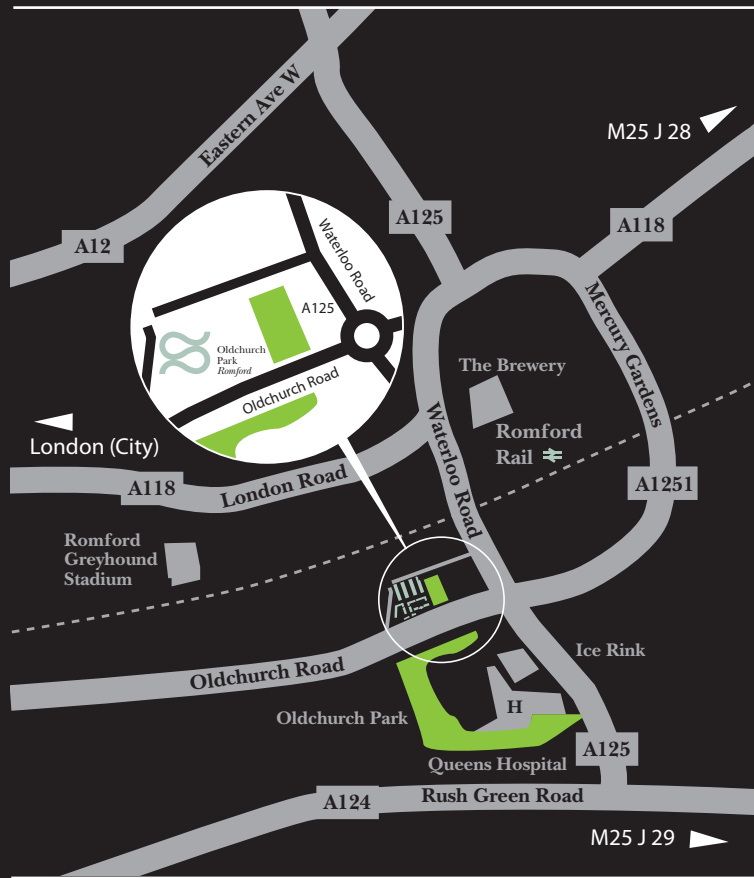 Eastern Ave W
M25 J 28
A125
A118
A12
Waterloo Road
A125
Oldchurch
Park
Romford
Oldchurch Road
Mercury Gardens
The Brewery
Romford
Rail
Waterloo Road
London (City)
A118
London Road
A1251
Romford
Greyhound
Stadium
Oldchurch Road
Ice Rink
H
Oldchurch Park
Queens Hospital
A125
A124
Rush Green Road
M25 J 29